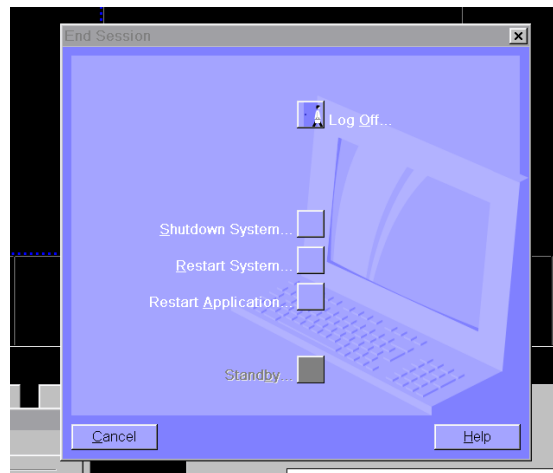 End Session
Log Off...
Shutdown System...
Restart System...
Restart Application...
Standby...
Cancel
Help